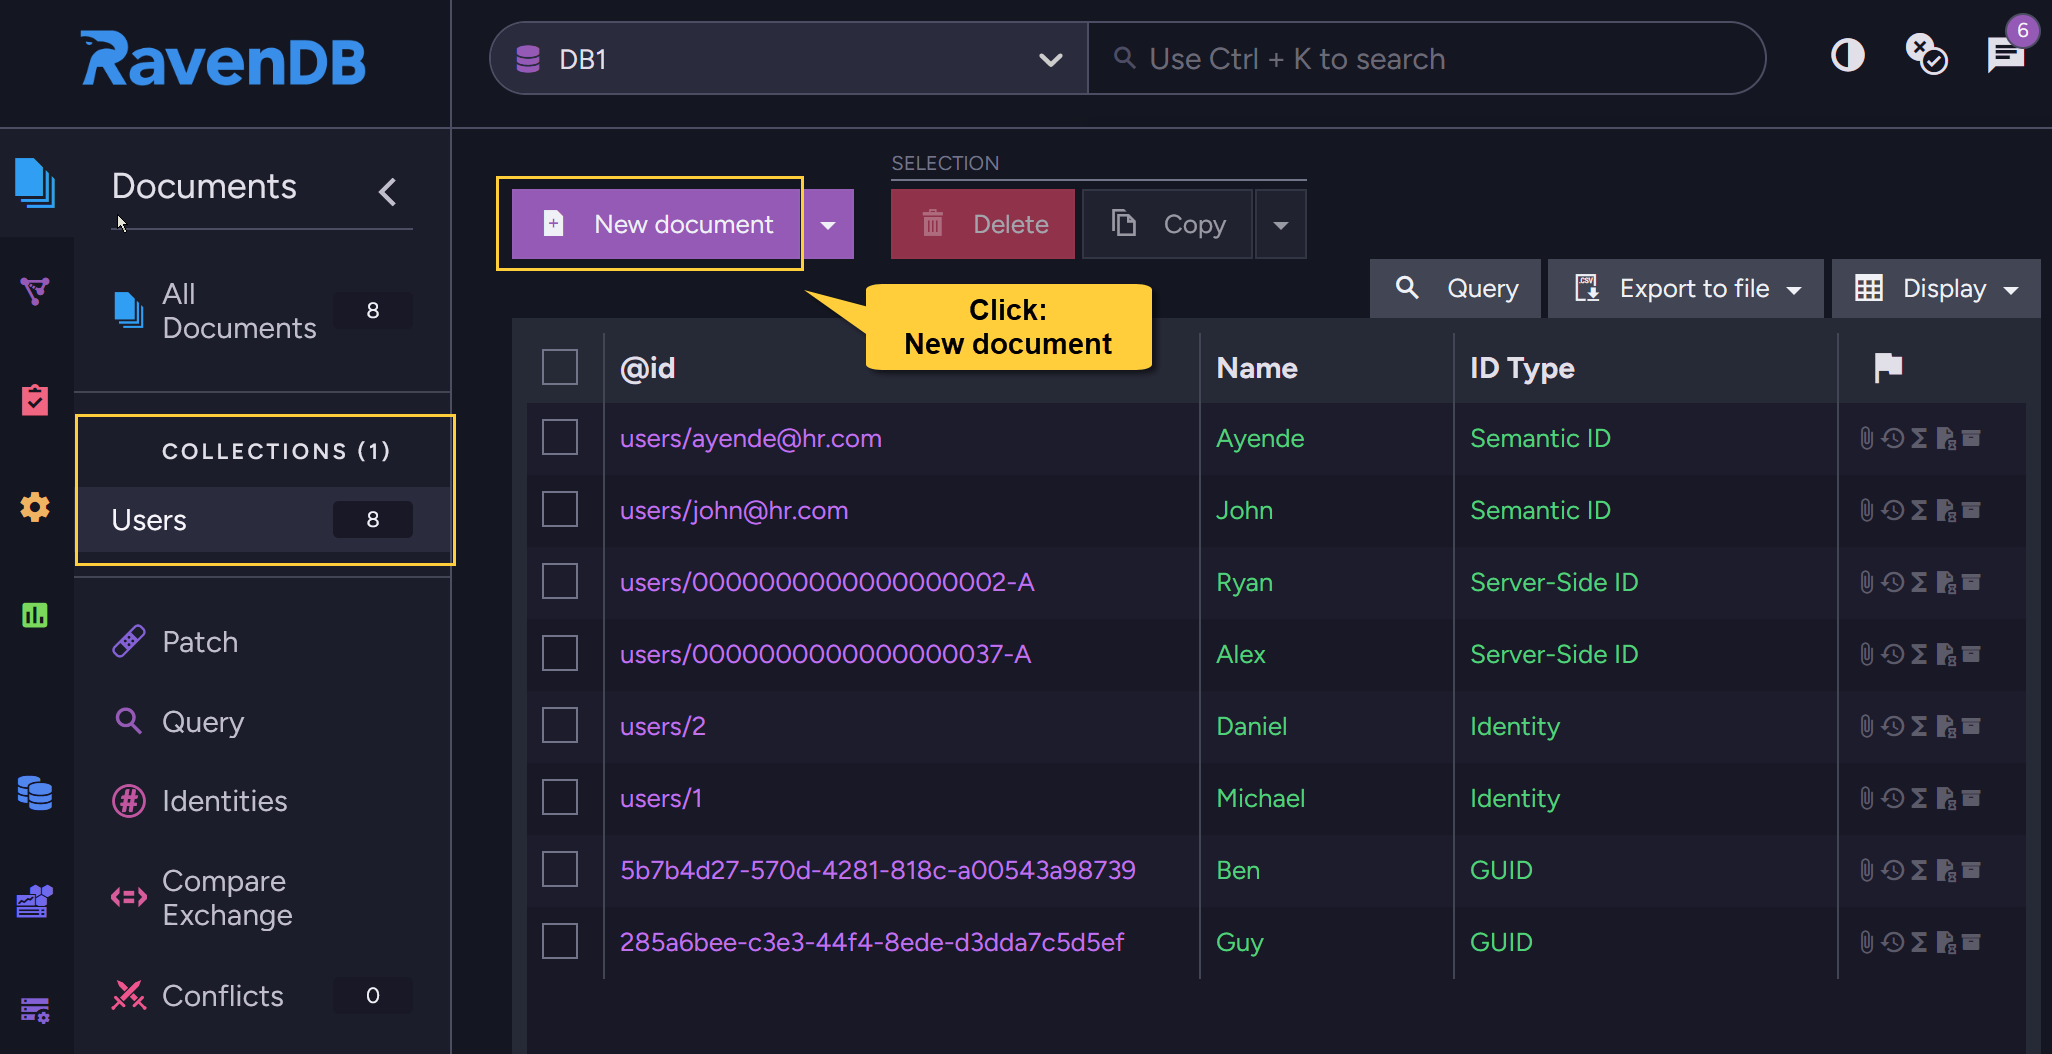 RavenDB
DB1
Use Ctrl + K to search
6
Documents
All
Documents
8
COLLECTIONS (1)
Users
8
Patch
Query
Identities
Compare
Exchange
Conflicts
0
SELECTION
New document
Delete
Copy
Query
CSV
Export to file
Display
Click:
New document
@id
Name
ID Type
users/ayende@hr.com
Ayende
Semantic ID
users/john@hr.com
John
Semantic ID
users/0000000000000000002-A
Ryan
Server-Side ID
users/0000000000000000037-A
Alex
Server-Side ID
users/2
Daniel
Identity
users/1
Michael
Identity
5b7b4d27-570d-4281-818c-a00543a98739
Ben
GUID
285a6bee-c3e3-44f4-8ede-d3dda7c5d5ef
Guy
GUID